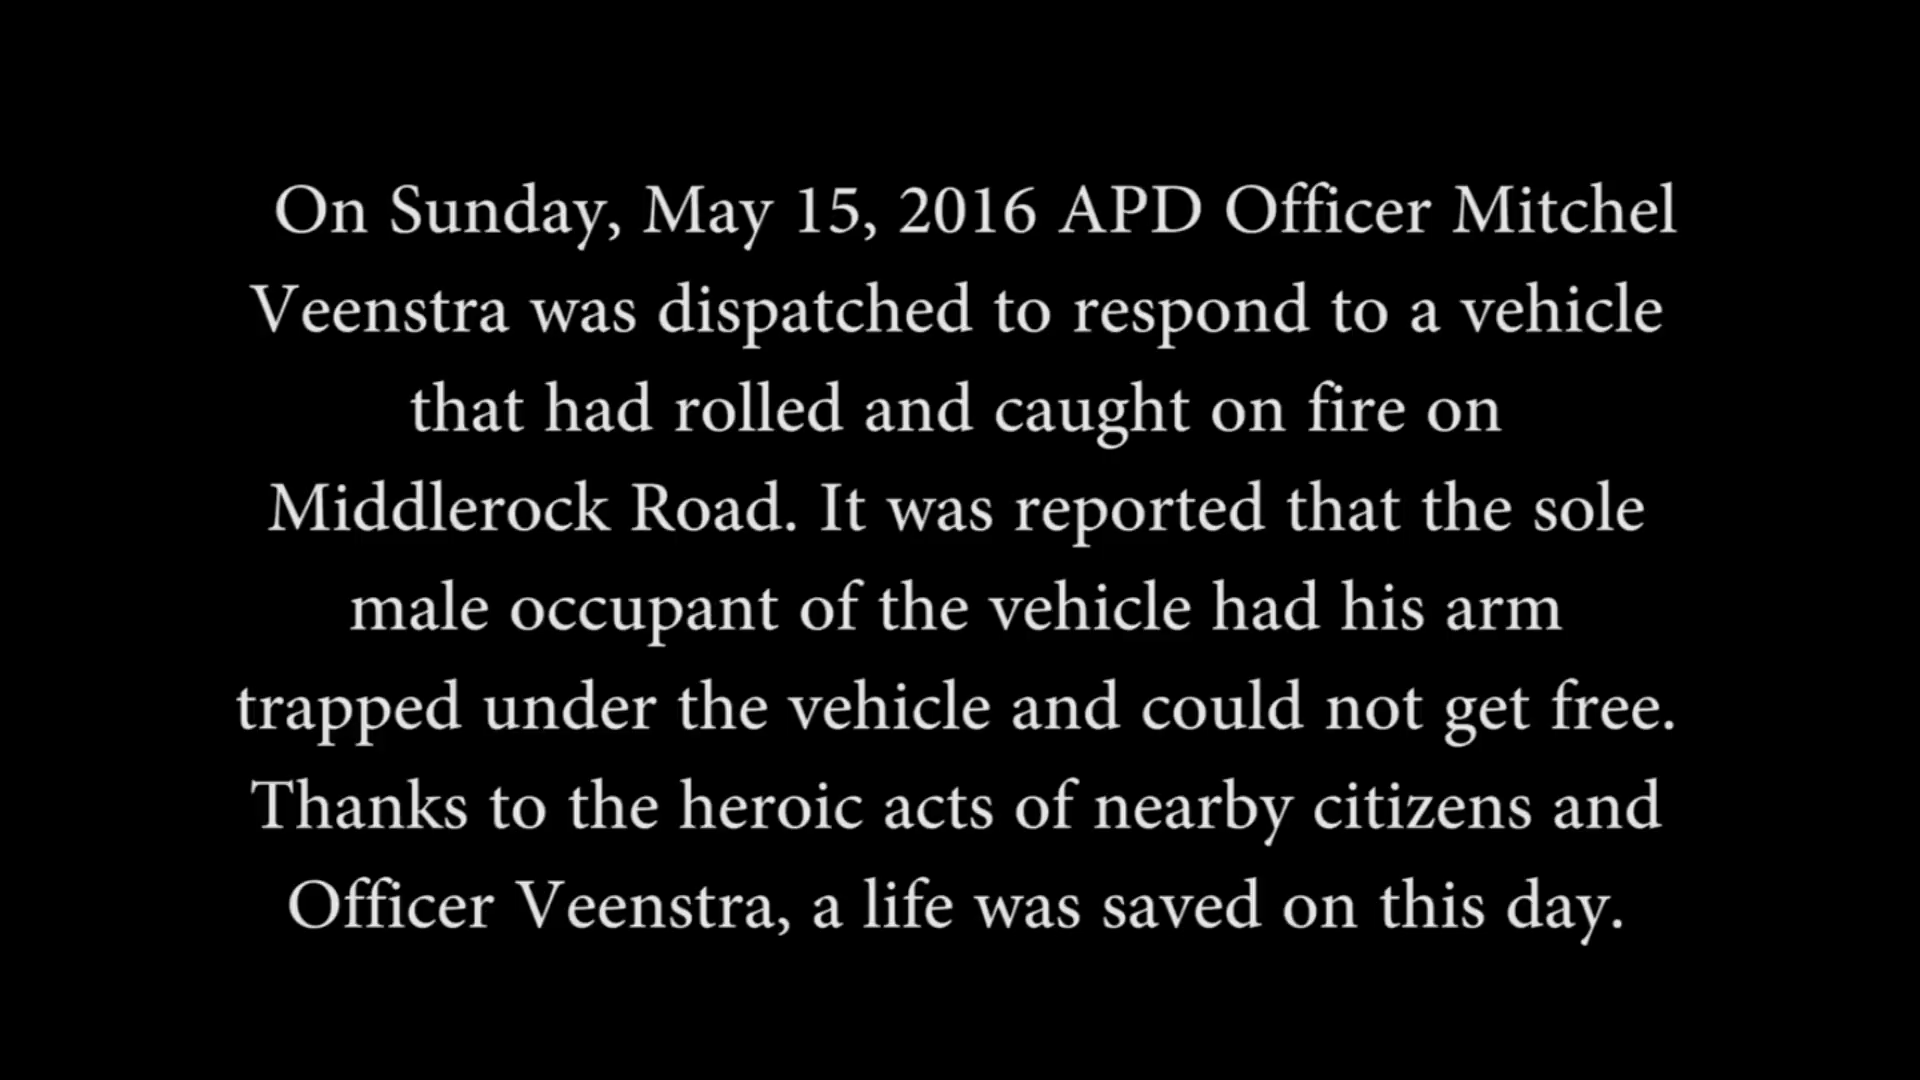 On Sunday, May 15, 2016 APD Officer Mitchel
Veenstra was dispatched to respond to a vehicle
that had rolled and caught on fire on
Middlerock Road. It was reported that the sole
male occupant of the vehicle had his arm
trapped under the vehicle and could not get free.
Thanks to the heroic acts of nearby citizens and
Officer Veenstra, a life was saved on this day.